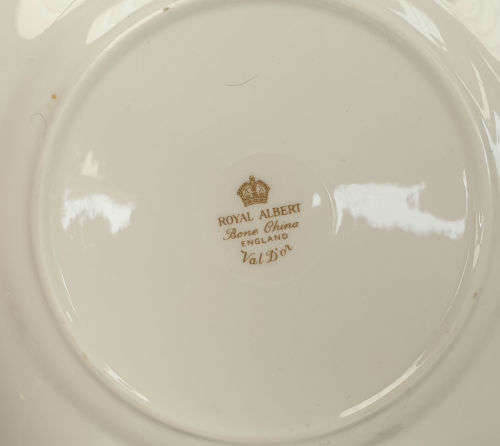 ROYAL ALBERT
Bone China
ENGLAND
Val D'or